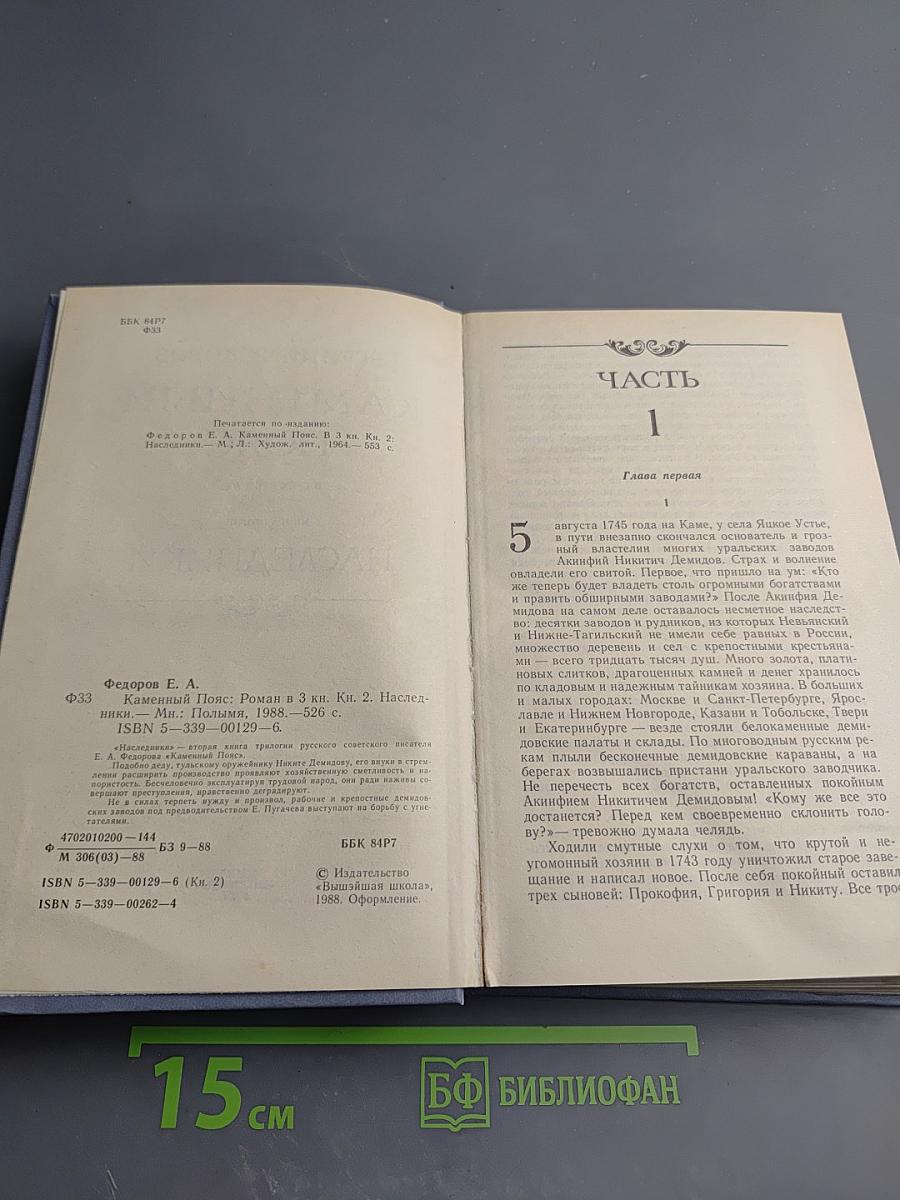 ББК 84Р7
Ф33
Печатается по изданию:
Федоров Е. А. Каменный Пояс. В 3 кн. Кн. 2:
Наследники.— М.; Л.: Худож. лит., 1964.— 553 с.
Федоров Е. А.
Ф33 Каменный Пояс: Роман в 3 кн. Кн. 2. Наслед-
ники.— Мн.: Полымя, 1988.—526 с.
ISBN 5—339—00129—6.
«Наследники» — вторая книга трилогии русского советского писателя
Е. А. Федорова «Каменный Пояс».
Подобно деду, тульскому оружейнику Никите Демидову, его внуки в стрем-
лении расширить производство проявляют хозяйственную сметливость и на-
пористость. Бесчеловечно эксплуатируя трудовой народ, они ради наживы со-
вершают преступления, нравственно деградируют.
Не в силах терпеть нужду и произвол, рабочие и крепостные демидов-
ских заводов под предводительством Е. Пугачева выступают на борьбу с угне-
тателями.
Ф 4702010200—144
М 306(03)—88
БЗ 9—88
ББК 84Р7
ISBN 5—339—00129—6 (Кн. 2)
ISBN 5—339—00262—4
© Издательство
«Вышэйшая школа»,
1988. Оформление.
ЧАСТЬ
1
Глава первая
1
5 августа 1745 года на Каме, у села Яцкое Устье,
в пути внезапно скончался основатель и гроз-
ный властелин многих уральских заводов
Акинфий Никитич Демидов. Страх и волнение
овладели его свитой. Первое, что пришло на ум: «Кто
же теперь будет владеть столь огромными богатствами
и править обширными заводами?» После Акинфия Де-
мидова на самом деле оставалось несметное наследст-
во: десятки заводов и рудников, из которых Невьянский
и Нижне-Тагильский не имели себе равных в России,
множество деревень и сел с крепостными крестьяна-
ми — всего тридцать тысяч душ. Много золота, плати-
новых слитков, драгоценных камней и денег хранилось
по кладовым и надежным тайникам хозяина. В больших
и малых городах: Москве и Санкт-Петербурге, Ярос-
лавле и Нижнем Новгороде, Казани и Тобольске, Твери
и Екатеринбурге — везде стояли белокаменные деми-
довские палаты и склады. По многоводным русским ре-
кам плыли бесконечные демидовские караваны, а на
берегах возвышались пристани уральского заводчика.
Не перечесть всех богатств, оставленных покойным
Акинфием Никитичем Демидовым! «Кому же все это
достанется? Перед кем своевременно склонить голо-
ву?»— тревожно думала челядь.
Ходили смутные слухи о том, что крутой и не-
угомонный хозяин в 1743 году уничтожил старое заве-
щание и написал новое. После себя покойный оставил
трех сыновей: Прокофия, Григория и Никиту. Все трое
15 см
БФ БИБЛИОФАН